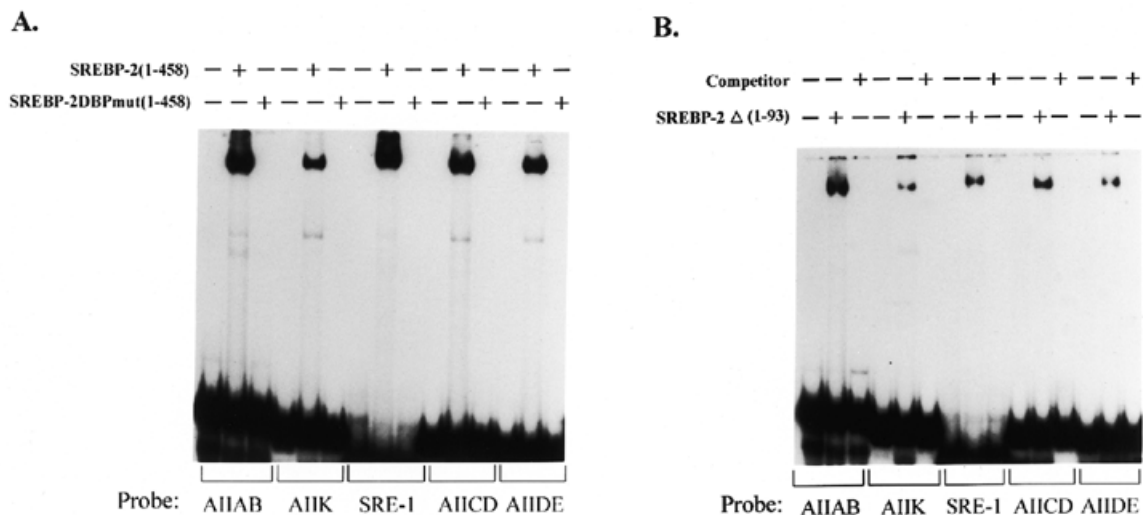 A.
SREBP-2(1-458) — + — — + — — + — — + — — + —
SREBP-2DBPmut(1-458) — — + — — + — — + — — + — — +
Probe: AIIAB AIIK SRE-1 AIICD AIIDE
B.
Competitor — — + — — + — — + — — + — — +
SREBP-2 Δ (1-93) — + — — + — — + — — + — — + —
Probe: AIIAB AIIK SRE-1 AIICD AIIDE